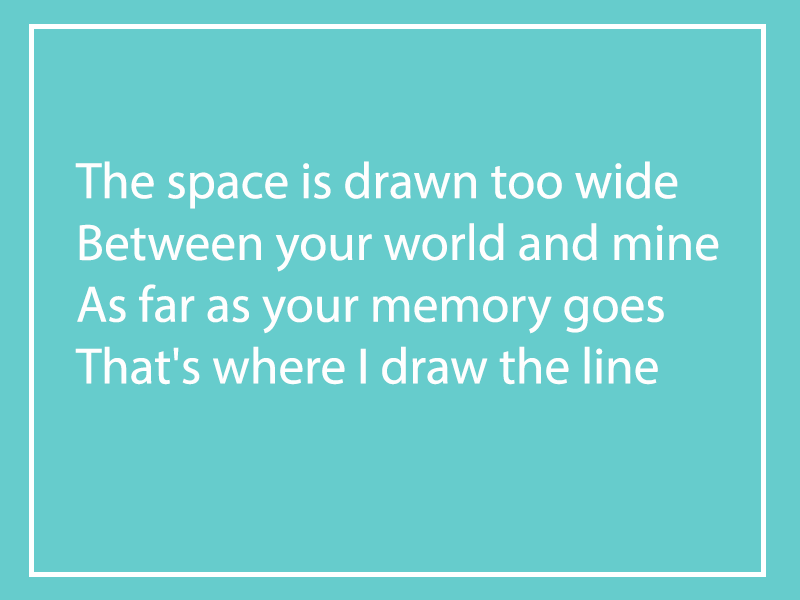 The space is drawn too wide
Between your world and mine
As far as your memory goes
That's where I draw the line